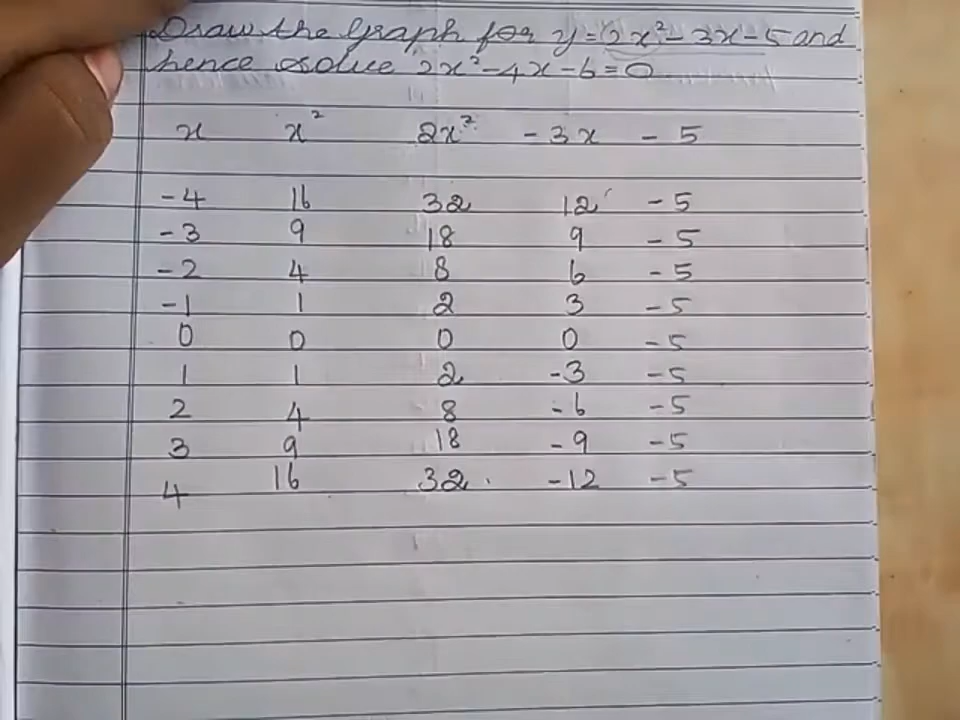 Draw the Graph for y=2x²-3x-5 and
hence solve 2x²-4x-6=0
x x² 2x² -3x -5
-4 16 32 12 -5
-3 9 18 9 -5
-2 4 8 6 -5
-1 1 2 3 -5
0 0 0 0 -5
1 1 2 -3 -5
2 4 8 -6 -5
3 9 18 -9 -5
4 16 32 -12 -5